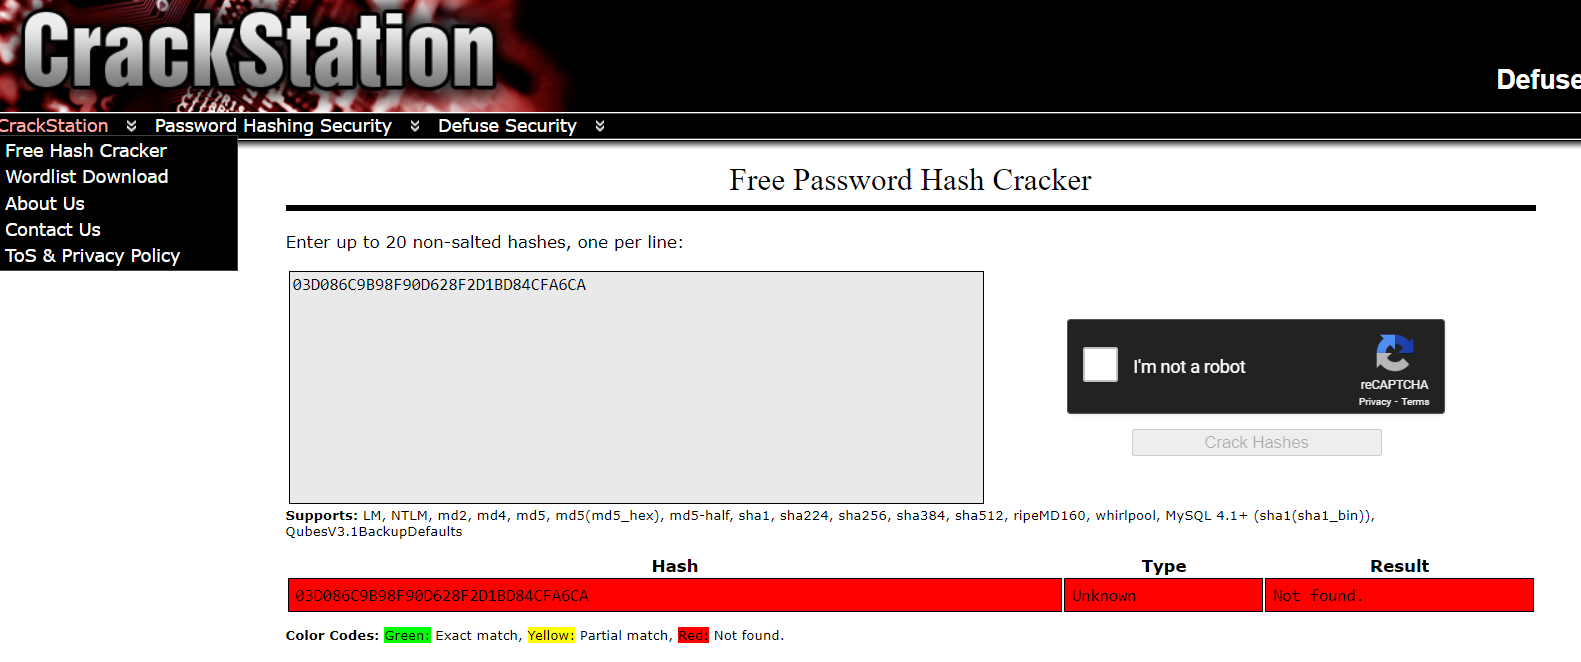 CrackStation
Defuse
CrackStation Password Hashing Security Defuse Security
Free Hash Cracker
Wordlist Download
About Us
Contact Us
ToS & Privacy Policy
Free Password Hash Cracker
Enter up to 20 non-salted hashes, one per line:
03D086C9B98F90D628F2D1BD84CFA6CA
I'm not a robot
reCAPTCHA
Privacy - Terms
Crack Hashes
Supports: LM, NTLM, md2, md4, md5, md5(md5_hex), md5-half, sha1, sha224, sha256, sha384, sha512, ripeMD160, whirlpool, MySQL 4.1+ (sha1(sha1_bin)),
QubesV3.1BackupDefaults
Hash Type Result
03D086C9B98F90D628F2D1BD84CFA6CA Unknown Not found.
Color Codes: Green: Exact match, Yellow: Partial match, Red: Not found.